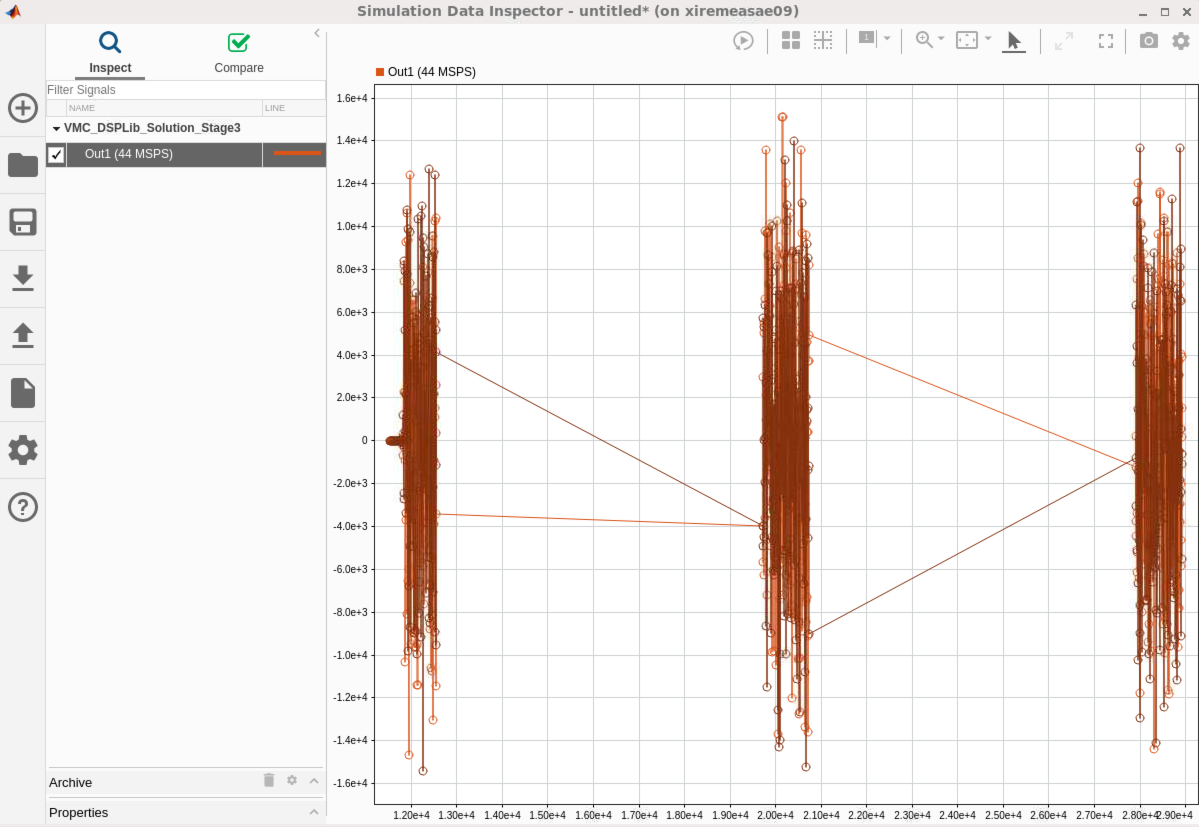 Simulation Data Inspector - untitled* (on xiremeasae09)
Inspect
Compare
Filter Signals
NAME
LINE
VMC_DSPLib_Solution_Stage3
Out1 (44 MSPS)
Archive
Properties
1
Out1 (44 MSPS)
1.6e+4
1.4e+4
1.2e+4
1.0e+4
8.0e+3
6.0e+3
4.0e+3
2.0e+3
0
-2.0e+3
-4.0e+3
-6.0e+3
-8.0e+3
-1.0e+4
-1.2e+4
-1.4e+4
-1.6e+4
1.20e+4 1.30e+4 1.50e+4 1.60e+4 1.70e+4 1.80e+4 1.90e+4 2.00e+4 2.10e+4 2.20e+4 2.30e+4 2.40e+4 2.50e+4 2.60e+4 2.70e+4 2.80e+4 2.90e+4